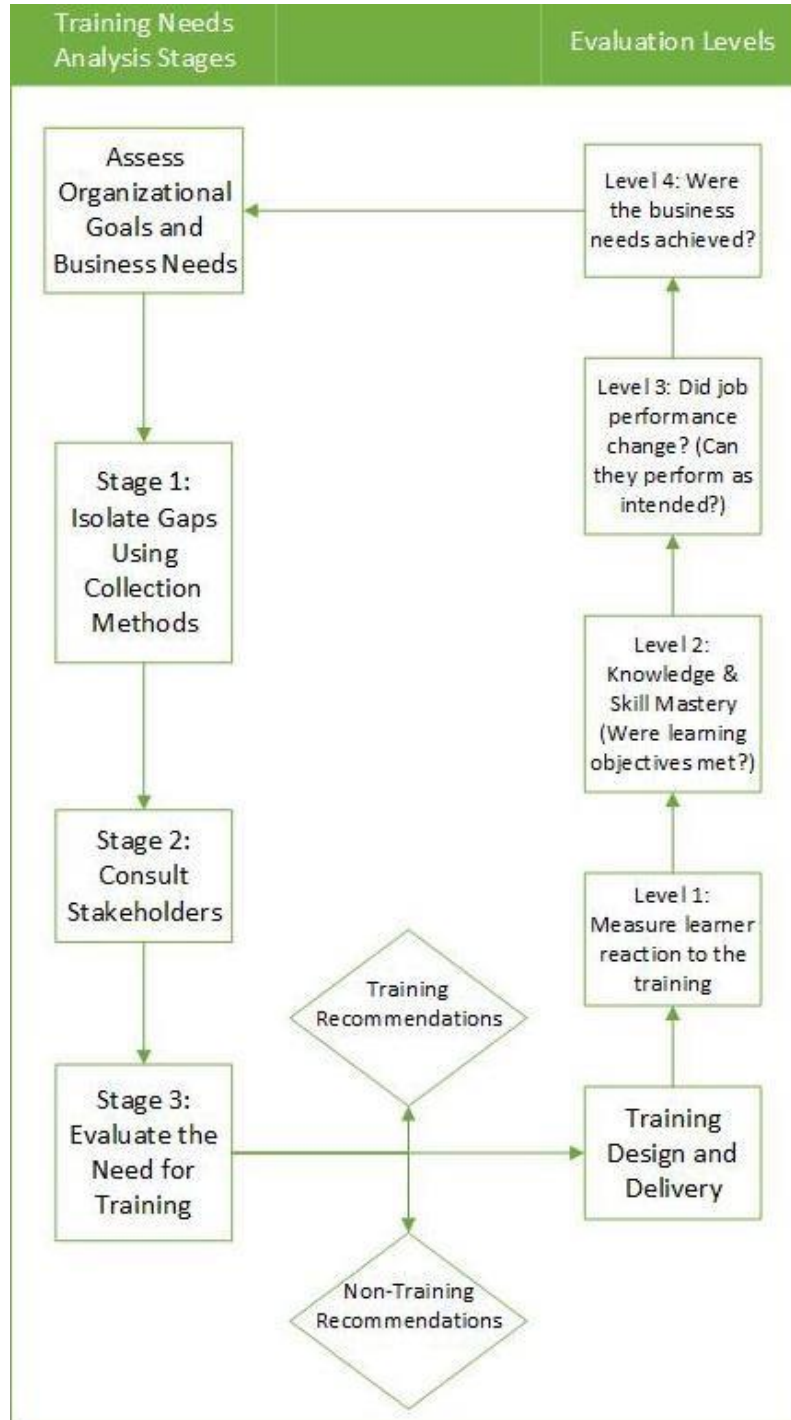 Training Needs
Analysis Stages
Evaluation Levels
Assess
Organizational
Goals and
Business Needs
Level 4: Were
the business
needs achieved?
Level 3: Did job
performance
change? (Can
they perform as
intended?)
Stage 1:
Isolate Gaps
Using
Collection
Methods
Level 2:
Knowledge &
Skill Mastery
(Were learning
objectives met?)
Stage 2:
Consult
Stakeholders
Level 1:
Measure learner
reaction to the
training
Training
Recommendations
Stage 3:
Evaluate the
Need for
Training
Training
Design and
Delivery
Non-Training
Recommendations